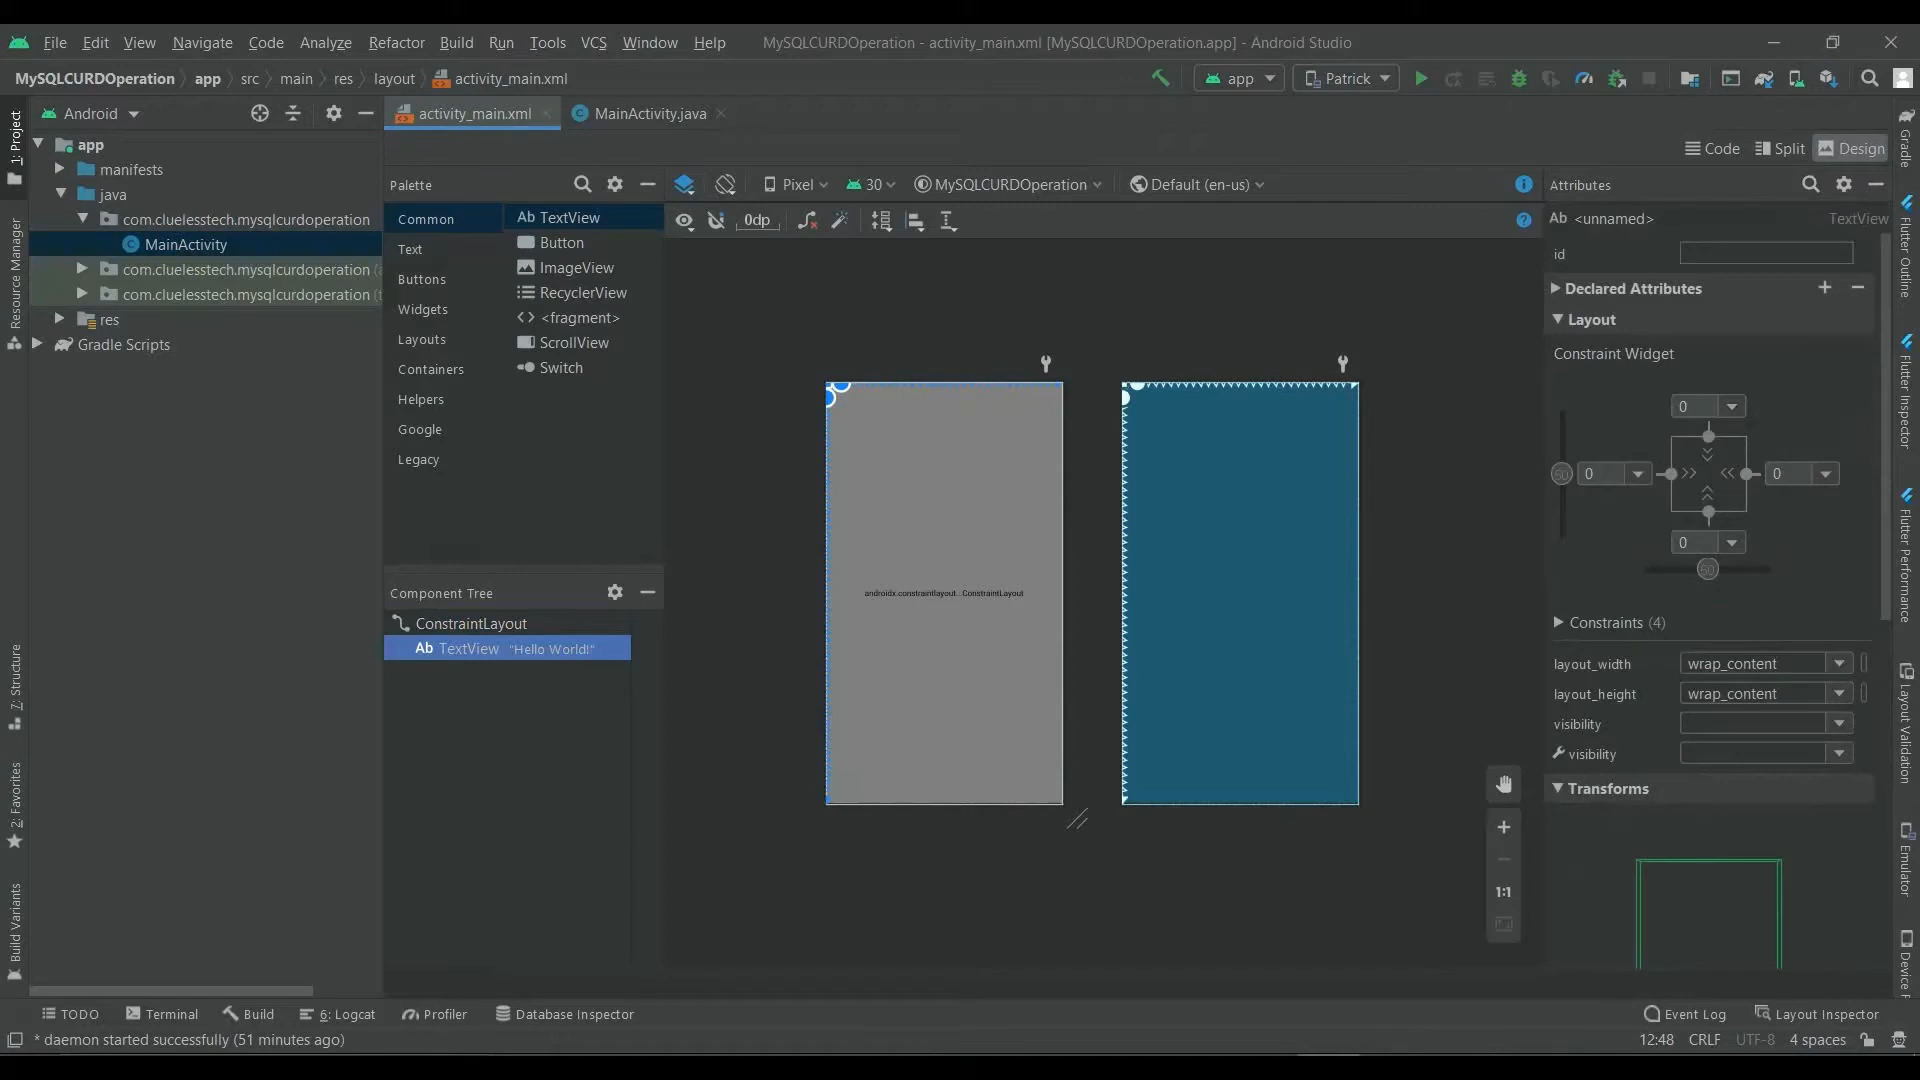 File Edit View Navigate Code Analyze Refactor Build Run Tools VCS Window Help MySQLCURDOperation - activity_main.xml [MySQLCURDOperation.app] - Android Studio
MySQLCURDOperation app src main res layout activity_main.xml app Patrick
Android activity_main.xml MainActivity.java
Code Split Design
1: Project
Resource Manager
7: Structure
2: Favorites
Build Variants
app
manifests
java
com.cluelesstech.mysqlcurdoperation
MainActivity
com.cluelesstech.mysqlcurdoperation
com.cluelesstech.mysqlcurdoperation (t
res
Gradle Scripts
Palette
Common
Text
Buttons
Widgets
Layouts
Containers
Helpers
Google
Legacy
Ab TextView
Button
ImageView
RecyclerView
<fragment>
ScrollView
Switch
Component Tree
ConstraintLayout
Ab TextView "Hello World!"
Pixel 30 MySQLCURDOperation Default (en-us)
0dp
androidx.constraintlayout...ConstraintLayout
1:1
Attributes
Ab <unnamed> TextView
id
Declared Attributes
Layout
Constraint Widget
0
50 0 0
0
50
Constraints (4)
layout_width wrap_content
layout_height wrap_content
visibility
visibility
Transforms
Gradle
Flutter Outline
Flutter Inspector
Flutter Performance
Layout Validation
Emulator
Device F
TODO Terminal Build 6: Logcat Profiler Database Inspector Event Log Layout Inspector
* daemon started successfully (51 minutes ago) 12:48 CRLF UTF-8 4 spaces